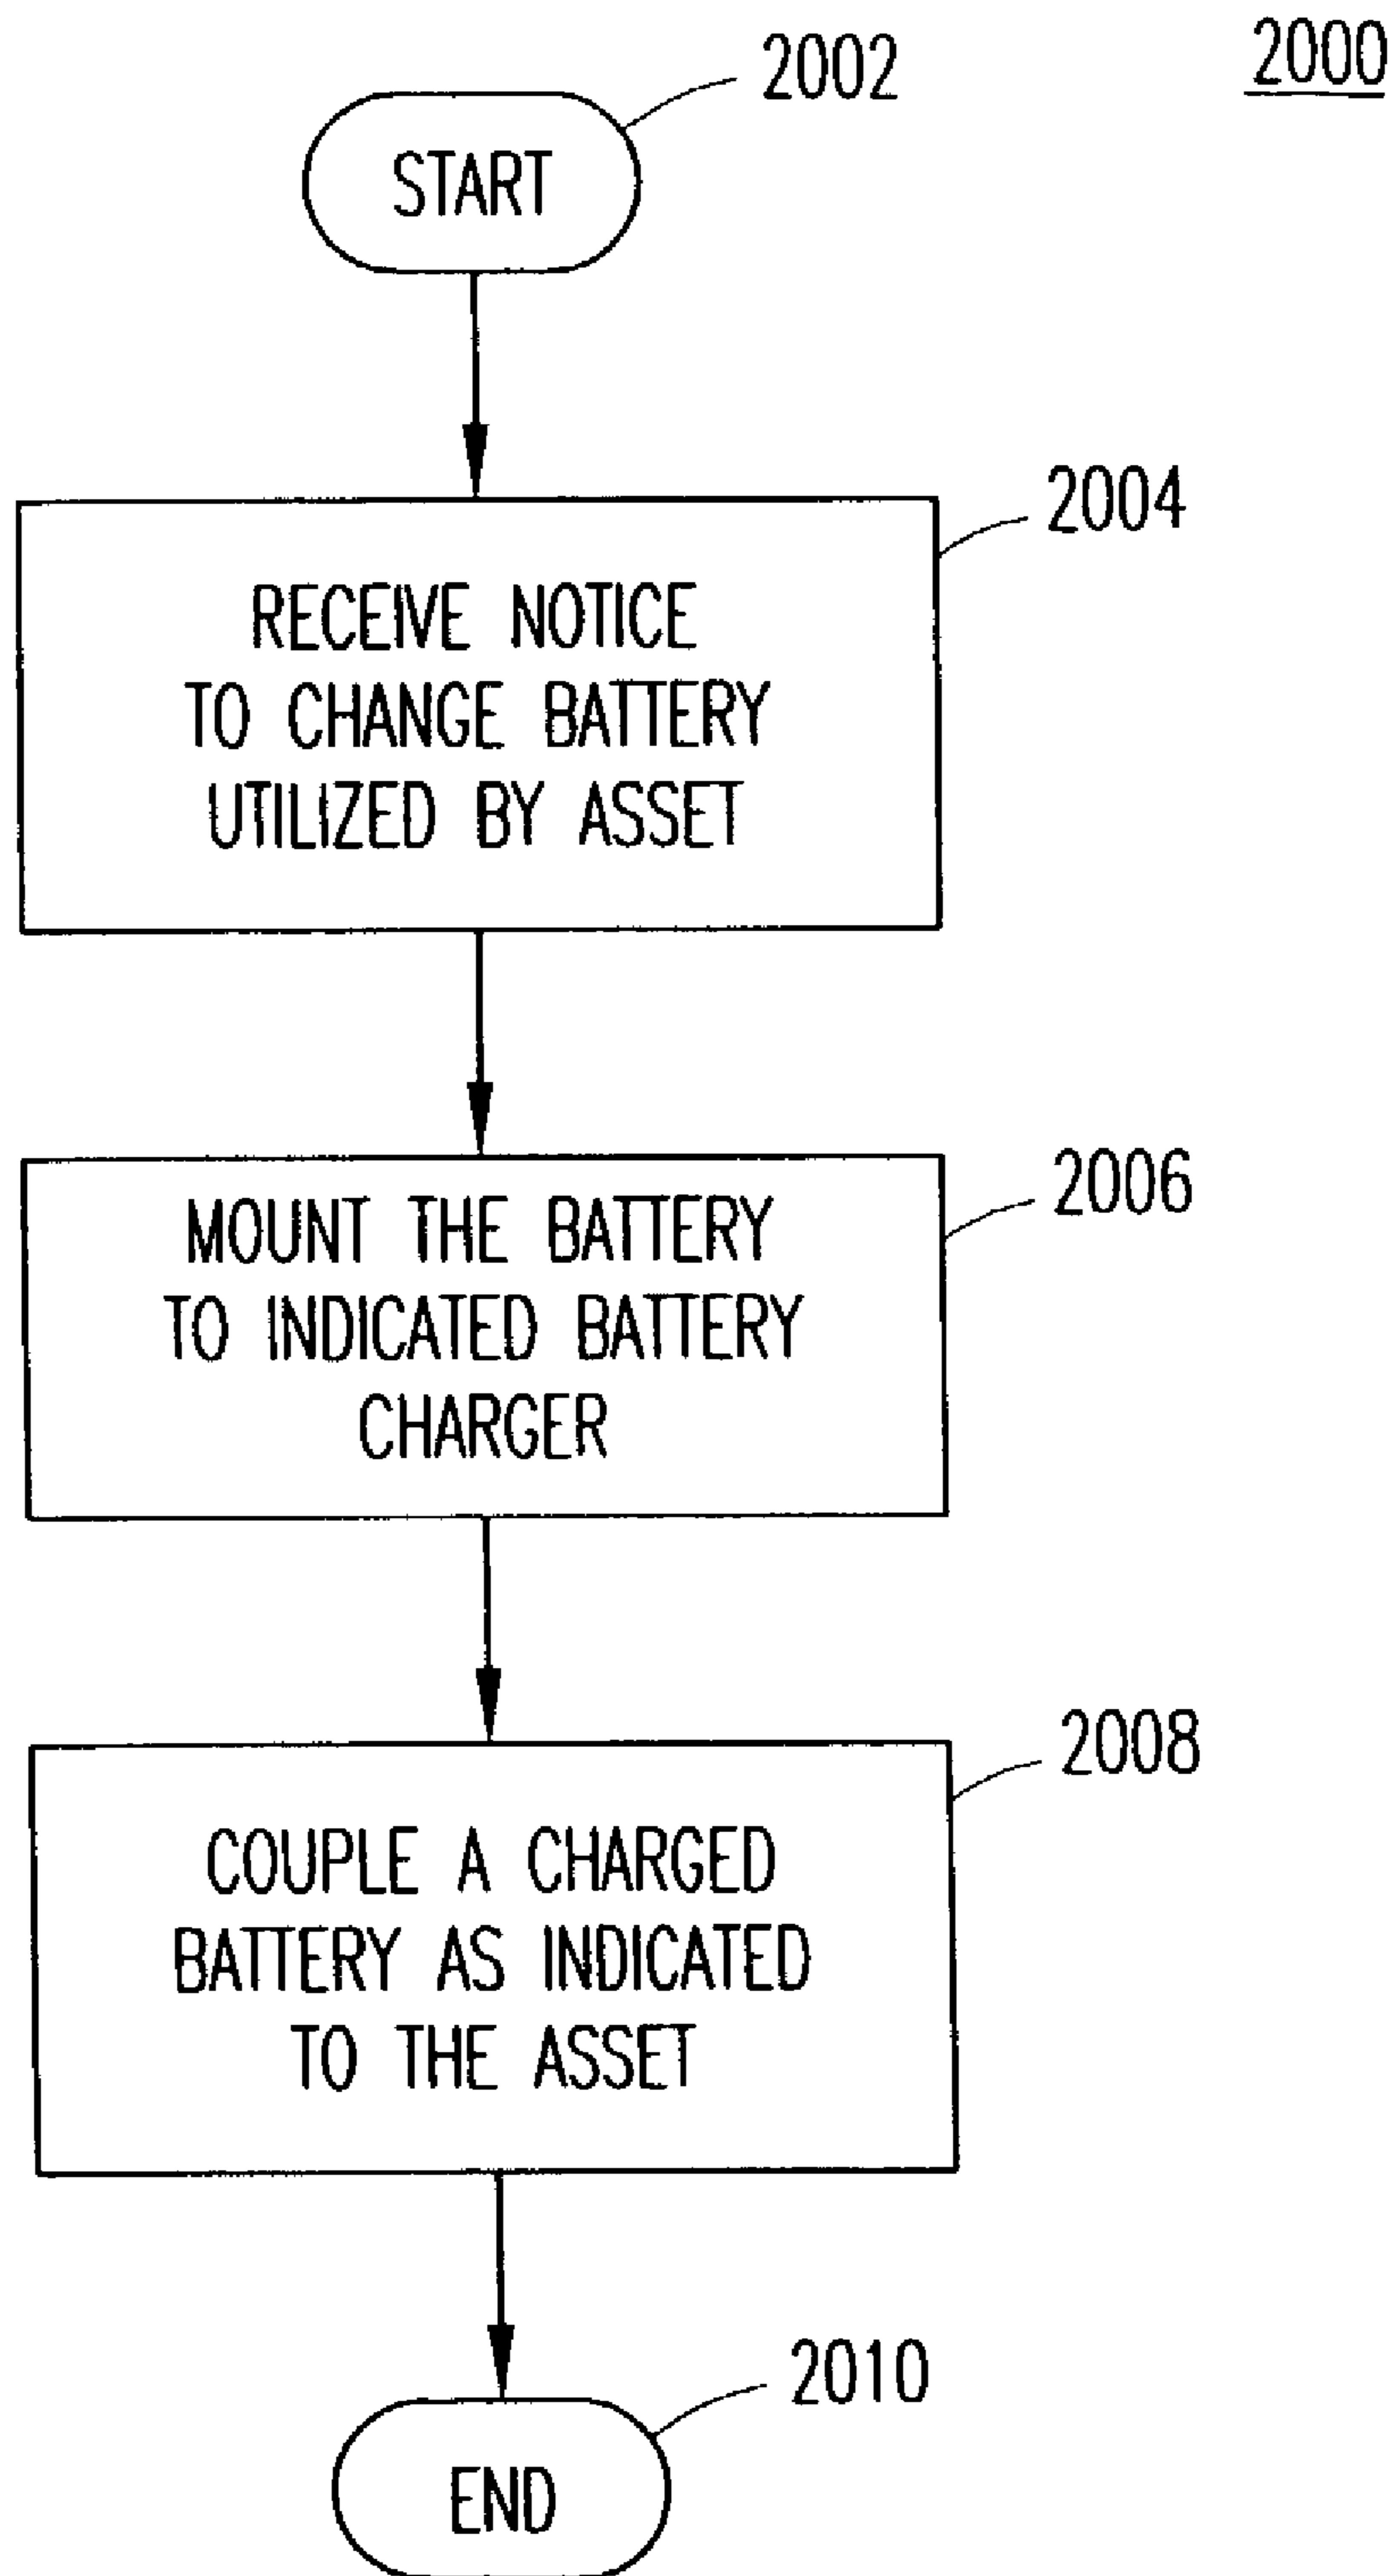 2000
2002
START
2004
RECEIVE NOTICE
TO CHANGE BATTERY
UTILIZED BY ASSET
2006
MOUNT THE BATTERY
TO INDICATED BATTERY
CHARGER
2008
COUPLE A CHARGED
BATTERY AS INDICATED
TO THE ASSET
2010
END